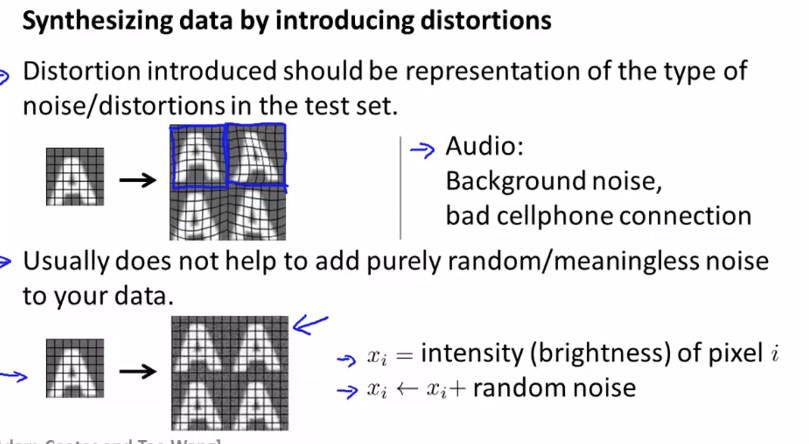 Synthesizing data by introducing distortions
Distortion introduced should be representation of the type of
noise/distortions in the test set.
A → A A A A
Audio:
Background noise,
bad cellphone connection
Usually does not help to add purely random/meaningless noise
to your data.
A → A A A A
x_i = intensity (brightness) of pixel i
x_i ← x_i + random noise